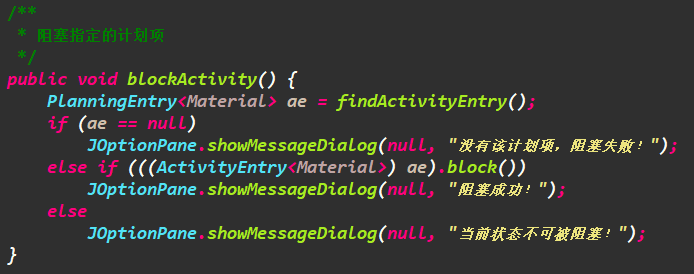 /**
 * 阻塞指定的计划项
 */
public void blockActivity() {
    PlanningEntry<Material> ae = findActivityEntry();
    if (ae == null)
        JOptionPane.showMessageDialog(null, "没有该计划项，阻塞失败！");
    else if (((ActivityEntry<Material>) ae).block())
        JOptionPane.showMessageDialog(null, "阻塞成功！");
    else
        JOptionPane.showMessageDialog(null, "当前状态不可被阻塞！");
}